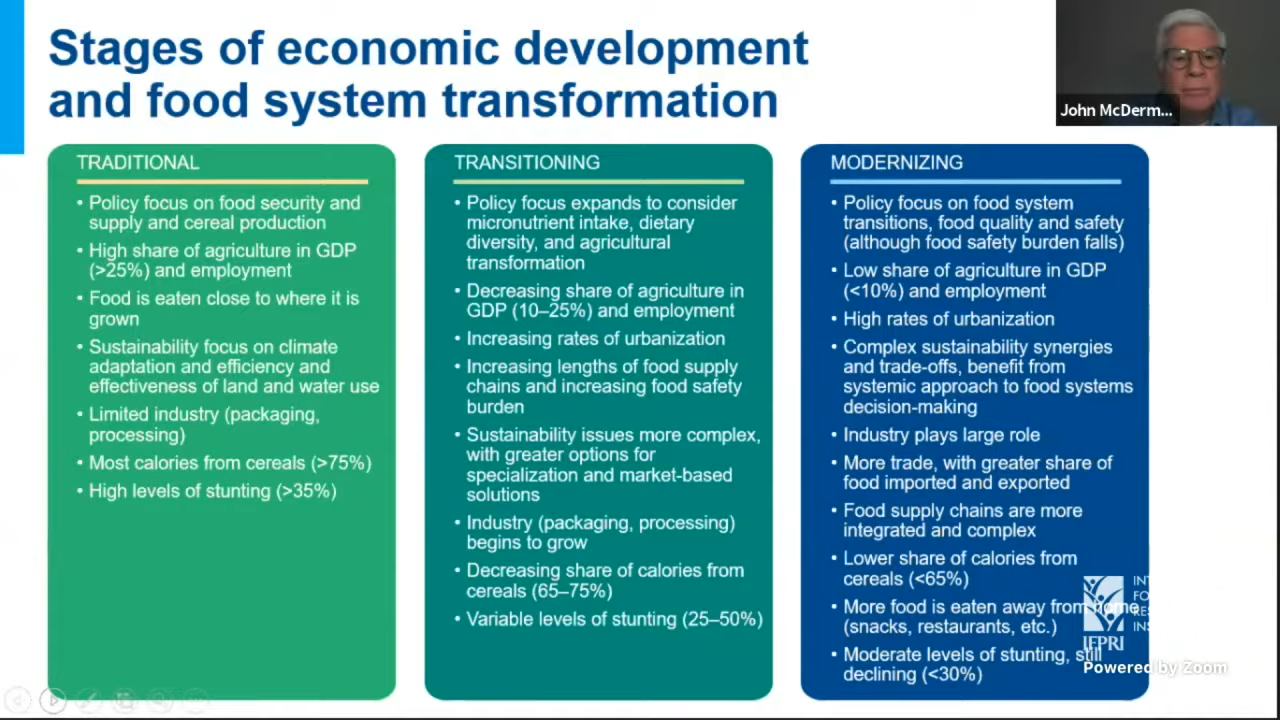 Stages of economic development
and food system transformation
John McDerm...
TRADITIONAL
• Policy focus on food security and
supply and cereal production
• High share of agriculture in GDP
(>25%) and employment
• Food is eaten close to where it is
grown
• Sustainability focus on climate
adaptation and efficiency and
effectiveness of land and water use
• Limited industry (packaging,
processing)
• Most calories from cereals (>75%)
• High levels of stunting (>35%)
TRANSITIONING
• Policy focus expands to consider
micronutrient intake, dietary
diversity, and agricultural
transformation
• Decreasing share of agriculture in
GDP (10–25%) and employment
• Increasing rates of urbanization
• Increasing lengths of food supply
chains and increasing food safety
burden
• Sustainability issues more complex,
with greater options for
specialization and market-based
solutions
• Industry (packaging, processing)
begins to grow
• Decreasing share of calories from
cereals (65–75%)
• Variable levels of stunting (25–50%)
MODERNIZING
• Policy focus on food system
transitions, food quality and safety
(although food safety burden falls)
• Low share of agriculture in GDP
(<10%) and employment
• High rates of urbanization
• Complex sustainability synergies
and trade-offs, benefit from
systemic approach to food systems
decision-making
• Industry plays large role
• More trade, with greater share of
food imported and exported
• Food supply chains are more
integrated and complex
• Lower share of calories from
cereals (<65%)
• More food is eaten away from home
(snacks, restaurants, etc.)
• Moderate levels of stunting, still
declining (<30%)
IFPRI
Powered by Zoom